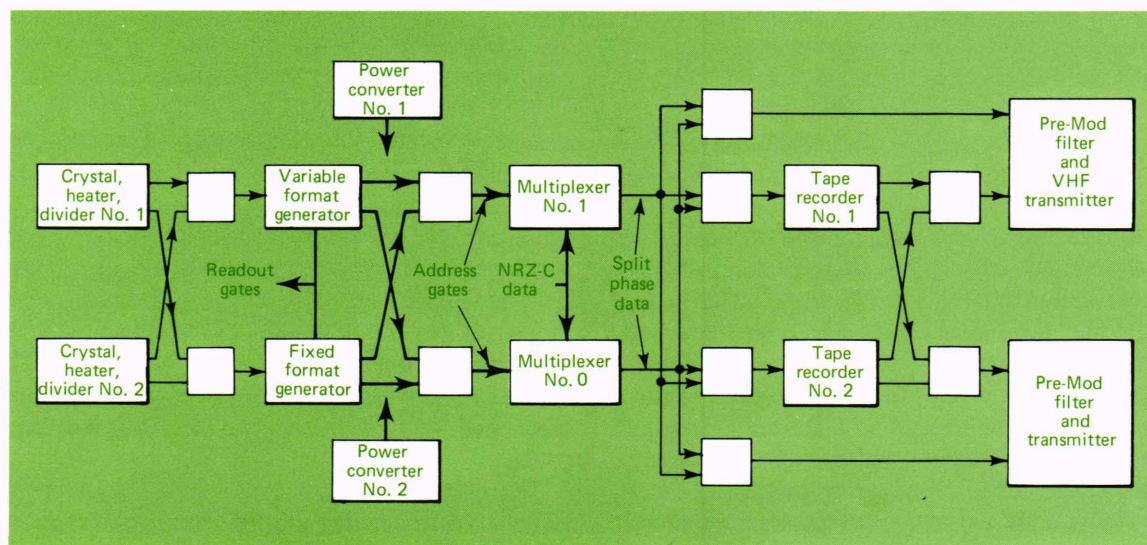 Power
converter
No. 1
Crystal,
heater,
divider No. 1
Variable
format
generator
Multiplexer
No. 1
Tape
recorder
No. 1
Pre-Mod
filter
and
VHF
transmitter
Readout
gates
Address
gates
NRZ-C
data
Split
phase
data
Crystal,
heater,
divider No. 2
Fixed
format
generator
Multiplexer
No. 0
Tape
recorder
No. 2
Pre-Mod
filter
and
transmitter
Power
converter
No. 2